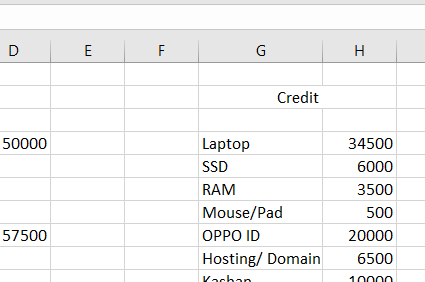 D E F G H
Credit
50000 Laptop 34500
SSD 6000
RAM 3500
Mouse/Pad 500
57500 OPPO ID 20000
Hosting/ Domain 6500
Kashan 10000